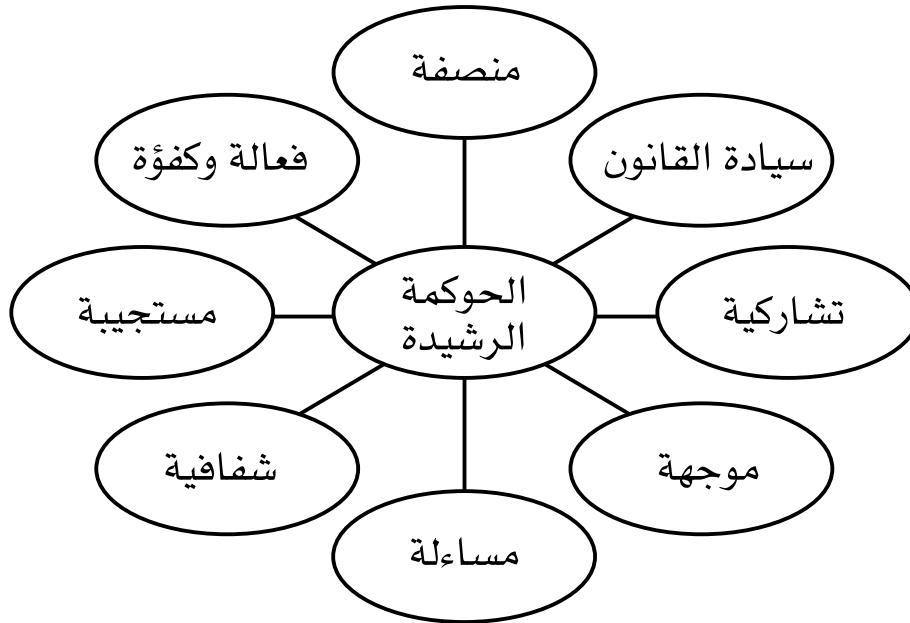 منصفة
سيادة القانون
فعالة وكفؤة
الحوكمة
الرشيدة
تشاركية
مستجيبة
موجهة
شفافية
مساءلة